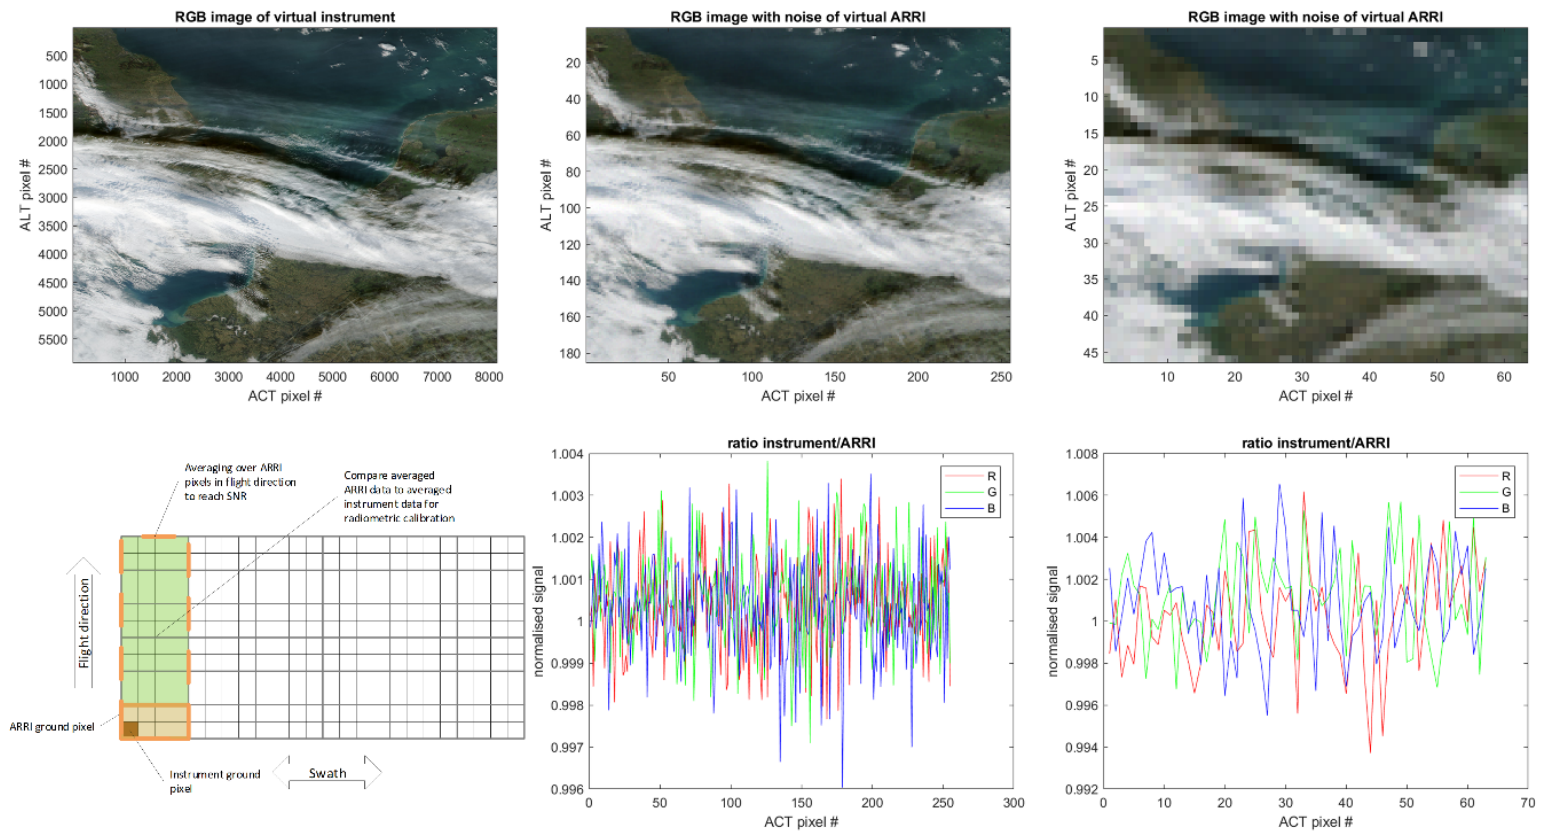 RGB image of virtual instrument
500
1000
1500
2000
2500
3000
3500
4000
4500
5000
5500
ALT pixel #
1000 2000 3000 4000 5000 6000 7000 8000
ACT pixel #
RGB image with noise of virtual ARRI
20
40
60
80
100
120
140
160
180
ALT pixel #
50 100 150 200 250
ACT pixel #
RGB image with noise of virtual ARRI
5
10
15
20
25
30
35
40
45
ALT pixel #
10 20 30 40 50 60
ACT pixel #
Averaging over ARRI
pixels in flight direction
to reach SNR
Compare averaged
ARRI data to averaged
instrument data for
radiometric calibration
Flight direction
ARRI ground pixel
Instrument ground
pixel
Swath
ratio instrument/ARRI
1.004
1.003
1.002
1.001
1
0.999
0.998
0.997
0.996
normalised signal
R
G
B
0 50 100 150 200 250 300
ACT pixel #
ratio instrument/ARRI
1.008
1.006
1.004
1.002
1
0.998
0.996
0.994
0.992
normalised signal
R
G
B
0 10 20 30 40 50 60 70
ACT pixel #